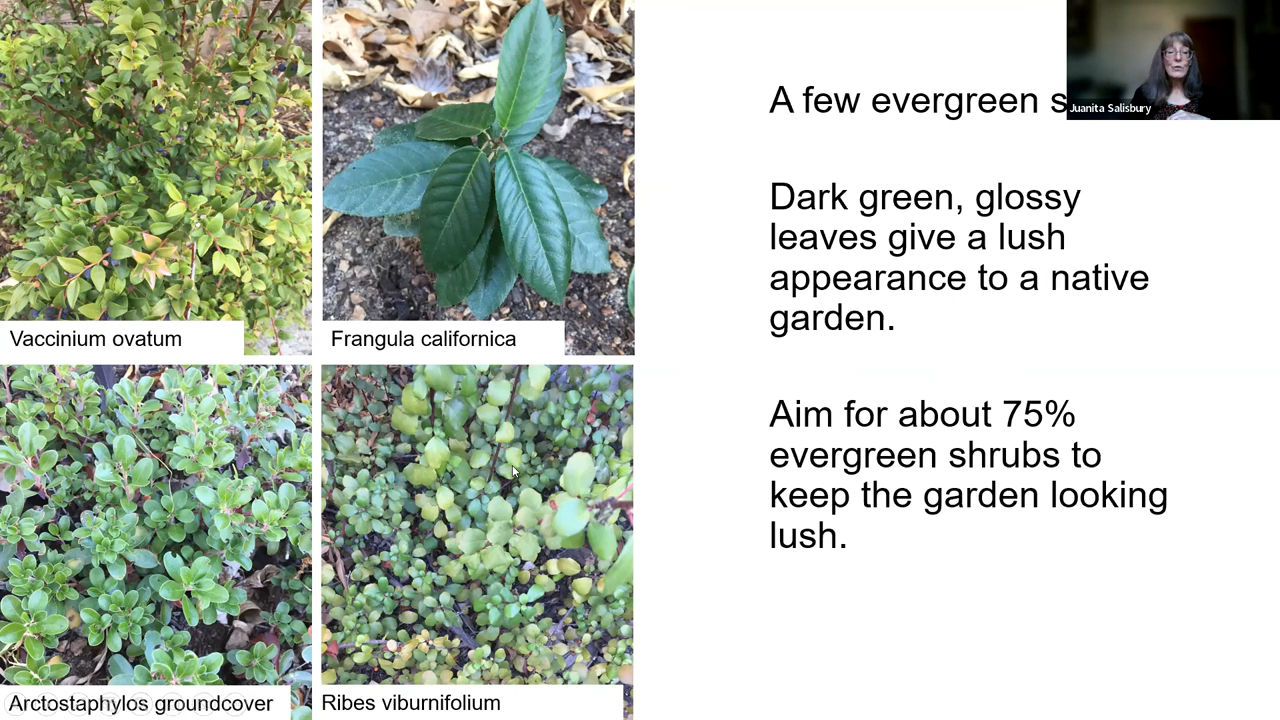 A few evergreen s
Juanita Salisbury
Dark green, glossy
leaves give a lush
appearance to a native
garden.
Vaccinium ovatum
Frangula californica
Aim for about 75%
evergreen shrubs to
keep the garden looking
lush.
Arctostaphylos groundcover
Ribes viburnifolium